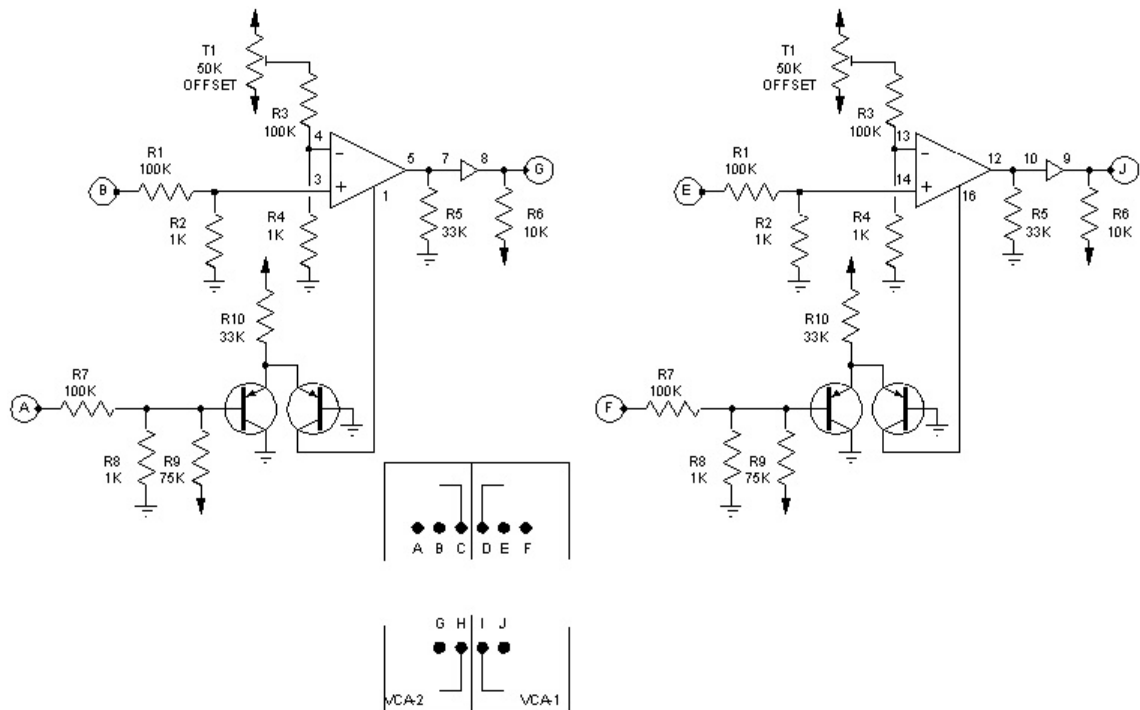 T1
50K
OFFSET
R3
100K
4
3
5
7
8
G
1
R1
100K
B
R2
1K
R4
1K
R5
33K
R6
10K
R10
33K
R7
100K
A
R8
1K
R9
75K
T1
50K
OFFSET
R3
100K
13
14
12
10
9
J
16
R1
100K
E
R2
1K
R4
1K
R5
33K
R6
10K
R10
33K
R7
100K
F
R8
1K
R9
75K
A B C D E F
G H I J
VCA-2 VCA-1